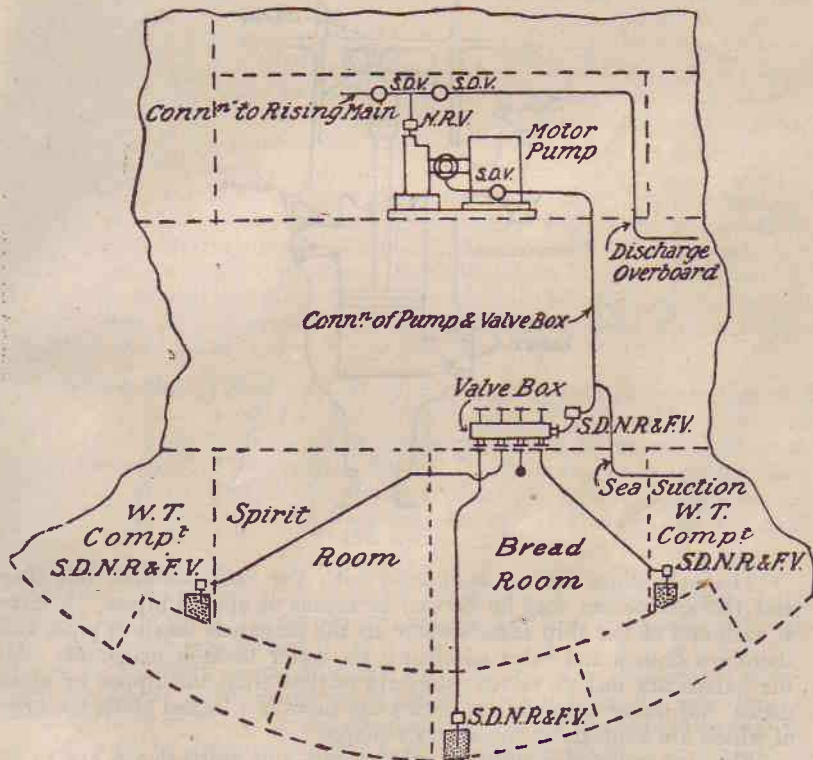 S.D.V. S.D.V.
Connⁿ to Rising Main
N.R.V.
Motor
Pump
S.D.V.
Discharge
Overboard
Connⁿ. of Pump & Valve Box
Valve Box
S.D.N.R & F.V.
Sea Suction
W. T.
Compᵗ
S.D.N.R & F.V.
Spirit
Room
Bread
Room
W. T.
Compᵗ
S.D.N.R & F.V.
S.D.N.R & F.V.